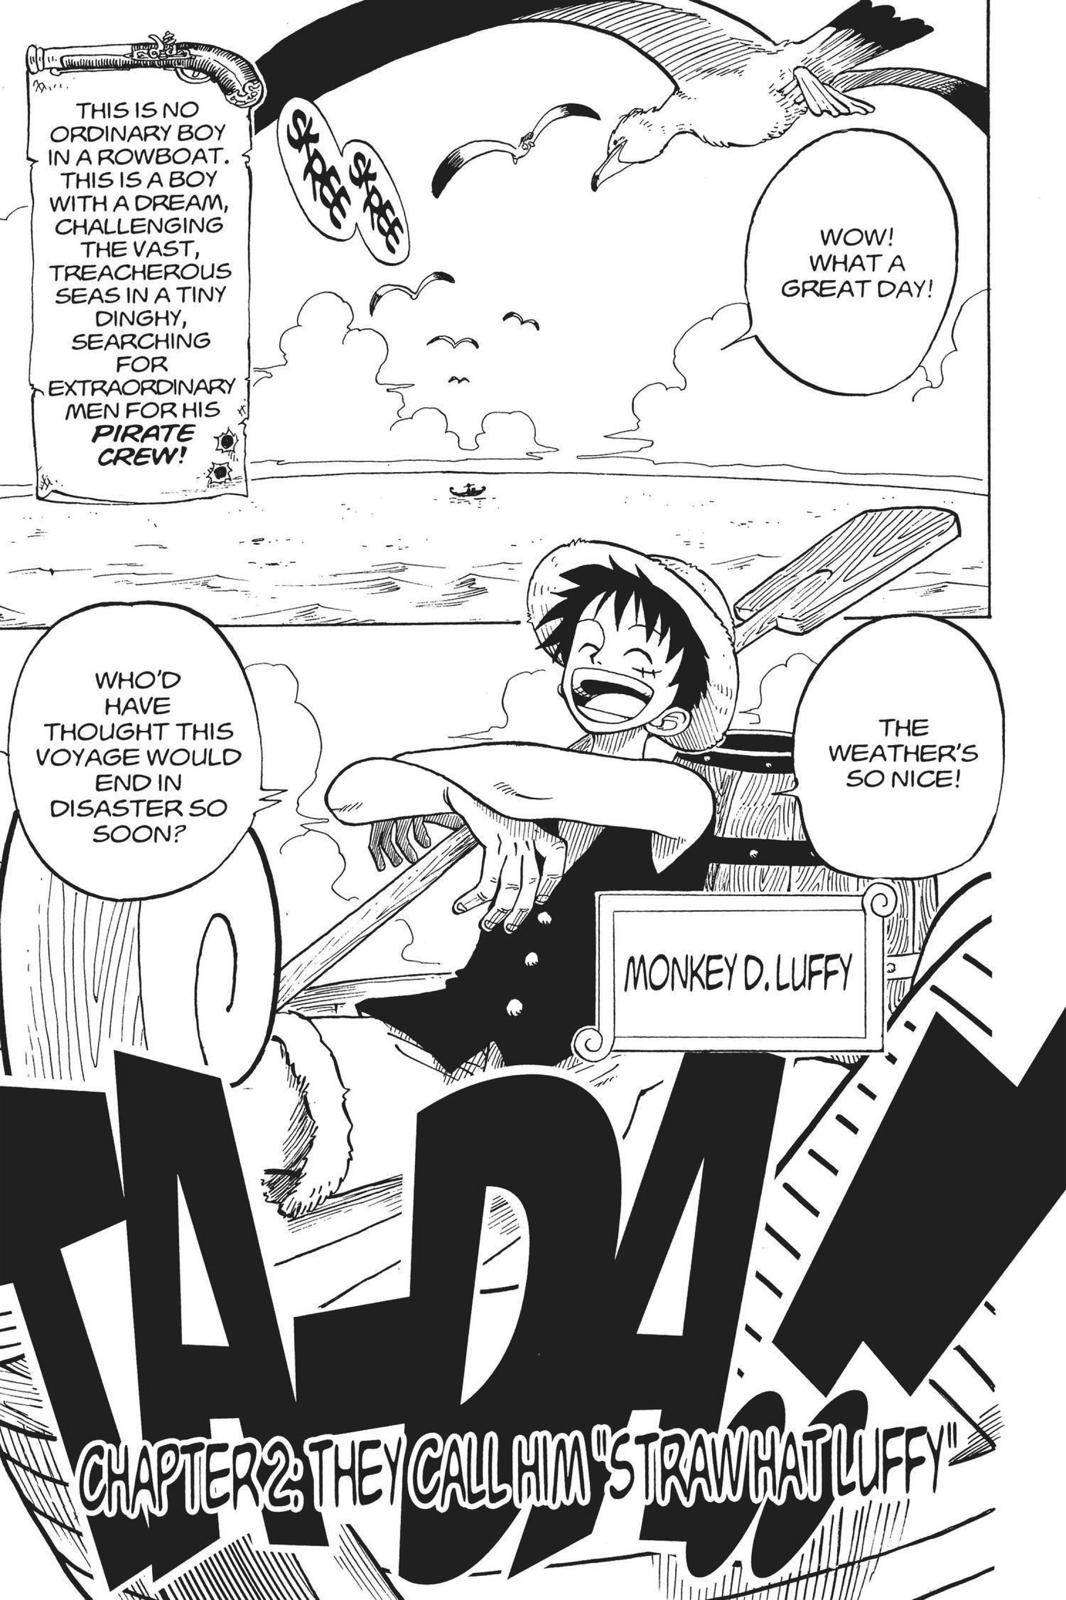 THIS IS NO
ORDINARY BOY
IN A ROWBOAT.
THIS IS A BOY
WITH A DREAM,
CHALLENGING
THE VAST,
TREACHEROUS
SEAS IN A TINY
DINGHY,
SEARCHING
FOR
EXTRAORDINARY
MEN FOR HIS
PIRATE
CREW!
SKREE
SKREE
WOW!
WHAT A
GREAT DAY!
THE
WEATHER'S
SO NICE!
WHO'D
HAVE
THOUGHT THIS
VOYAGE WOULD
END IN
DISASTER SO
SOON?
MONKEY D. LUFFY
TA-DA!!
CHAPTER 2: THEY CALL HIM "STRAW HAT LUFFY"